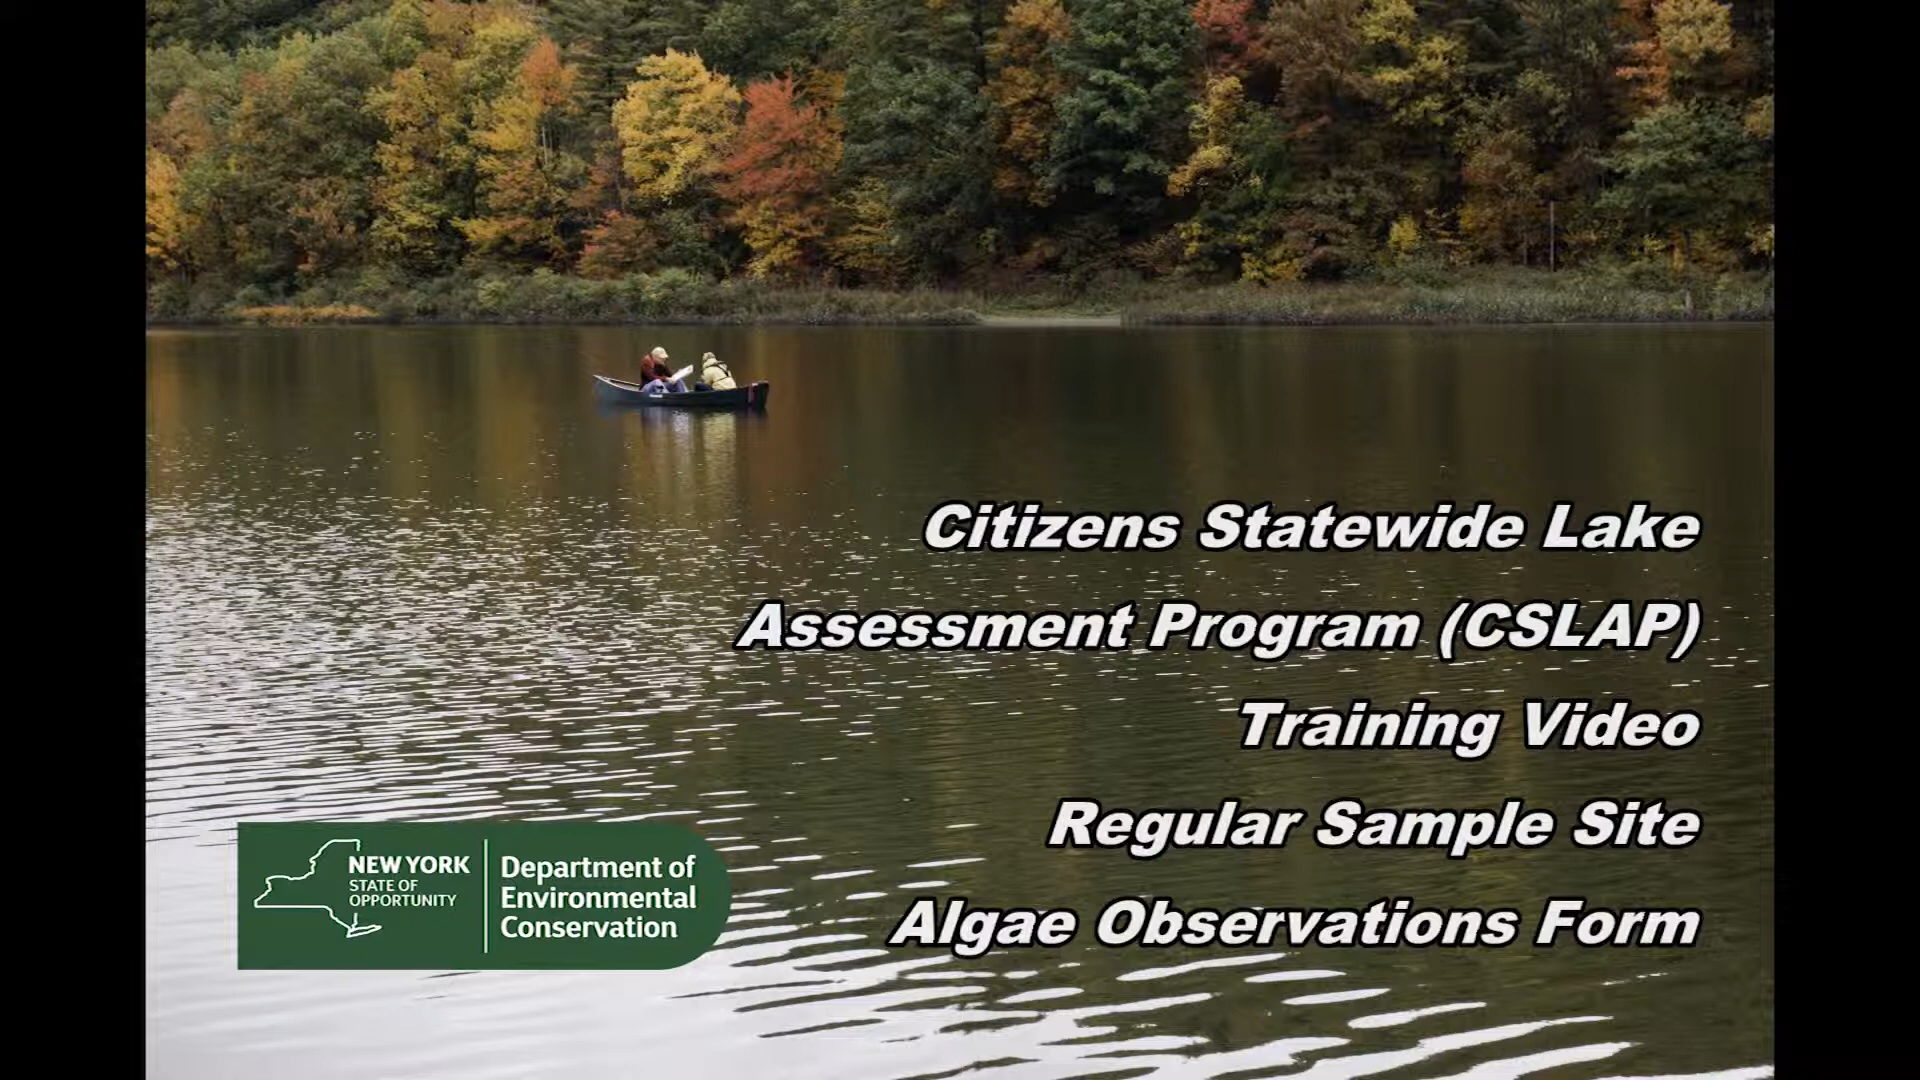 Citizens Statewide Lake
Assessment Program (CSLAP)
Training Video
Regular Sample Site
Algae Observations Form
NEW YORK
STATE OF
OPPORTUNITY
Department of
Environmental
Conservation